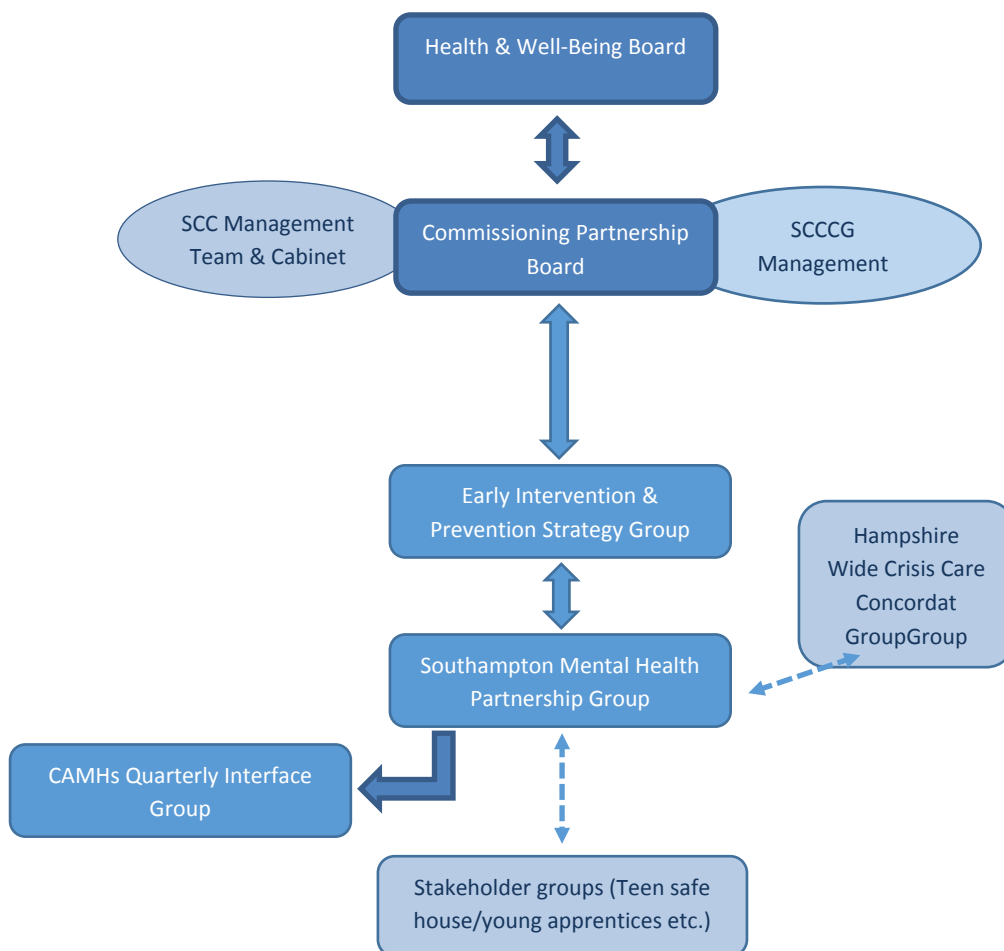 Health & Well-Being Board
SCC Management
Team & Cabinet
Commissioning Partnership
Board
SCCCG
Management
Early Intervention &
Prevention Strategy Group
Hampshire
Wide Crisis Care
Concordat
GroupGroup
Southampton Mental Health
Partnership Group
CAMHs Quarterly Interface
Group
Stakeholder groups (Teen safe
house/young apprentices etc.)